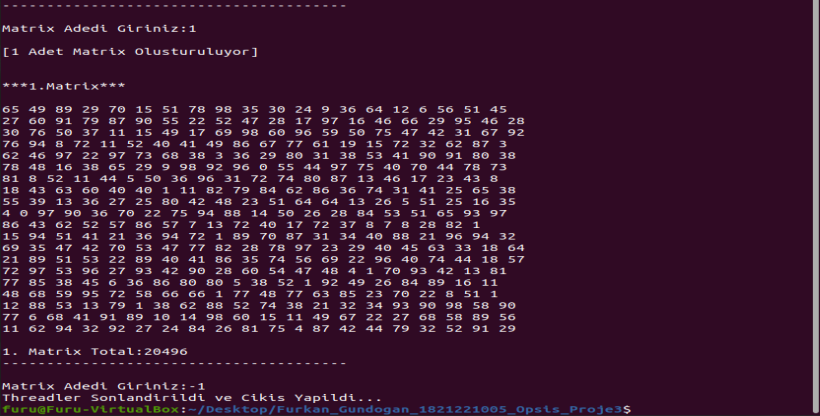 ----------------------------------------
Matrix Adedi Giriniz:1
[1 Adet Matrix Olusturuluyor]
***1.Matrix***
65 49 89 29 70 15 51 78 98 35 30 24 9 36 64 12 6 56 51 45
27 60 91 79 87 90 55 22 52 47 28 17 97 16 46 66 29 95 46 28
30 76 50 37 11 15 49 17 69 98 60 96 59 50 75 47 42 31 67 92
76 94 8 72 11 52 40 41 49 86 67 77 61 19 15 72 32 62 87 3
62 46 97 22 97 73 68 38 3 36 29 80 31 38 53 41 90 91 80 38
78 48 16 38 65 29 9 98 92 96 0 55 44 97 75 40 70 44 78 73
81 8 52 11 44 5 50 36 96 31 72 74 80 87 13 46 17 23 43 8
18 43 63 60 40 40 1 11 82 79 84 62 86 36 74 31 41 25 65 38
55 39 13 36 27 25 80 42 48 23 51 64 64 13 26 5 51 25 16 35
4 0 97 90 36 70 22 75 94 88 14 50 26 28 84 53 51 65 93 97
86 43 62 52 57 86 57 7 13 72 40 17 72 37 8 7 8 28 82 1
15 94 51 41 21 36 94 72 1 89 70 87 31 34 40 88 21 96 94 32
69 35 47 42 70 53 47 77 82 28 78 97 23 29 40 45 63 33 18 64
21 89 51 53 22 89 40 41 86 35 74 56 69 22 96 40 74 44 18 57
72 97 53 96 27 93 42 90 28 60 54 47 48 4 1 70 93 42 13 81
77 85 38 45 6 36 86 80 80 5 38 52 1 92 49 26 84 89 16 11
48 68 59 95 72 58 66 66 1 77 48 77 63 85 23 70 22 8 51 1
12 88 53 13 79 1 38 62 88 52 74 38 21 32 34 93 90 98 58 90
77 6 68 41 91 89 10 14 98 60 15 11 49 67 22 27 68 58 89 56
11 62 94 32 92 27 24 84 26 81 75 4 87 42 44 79 32 52 91 29
1. Matrix Total:20496
----------------------------------------
Matrix Adedi Giriniz:-1
Threadler Sonlandirildi ve Cikis Yapildi...
furu@Furu-VirtualBox:~/Desktop/Furkan_Gundogan_1821221005_Opsis_Proje3$